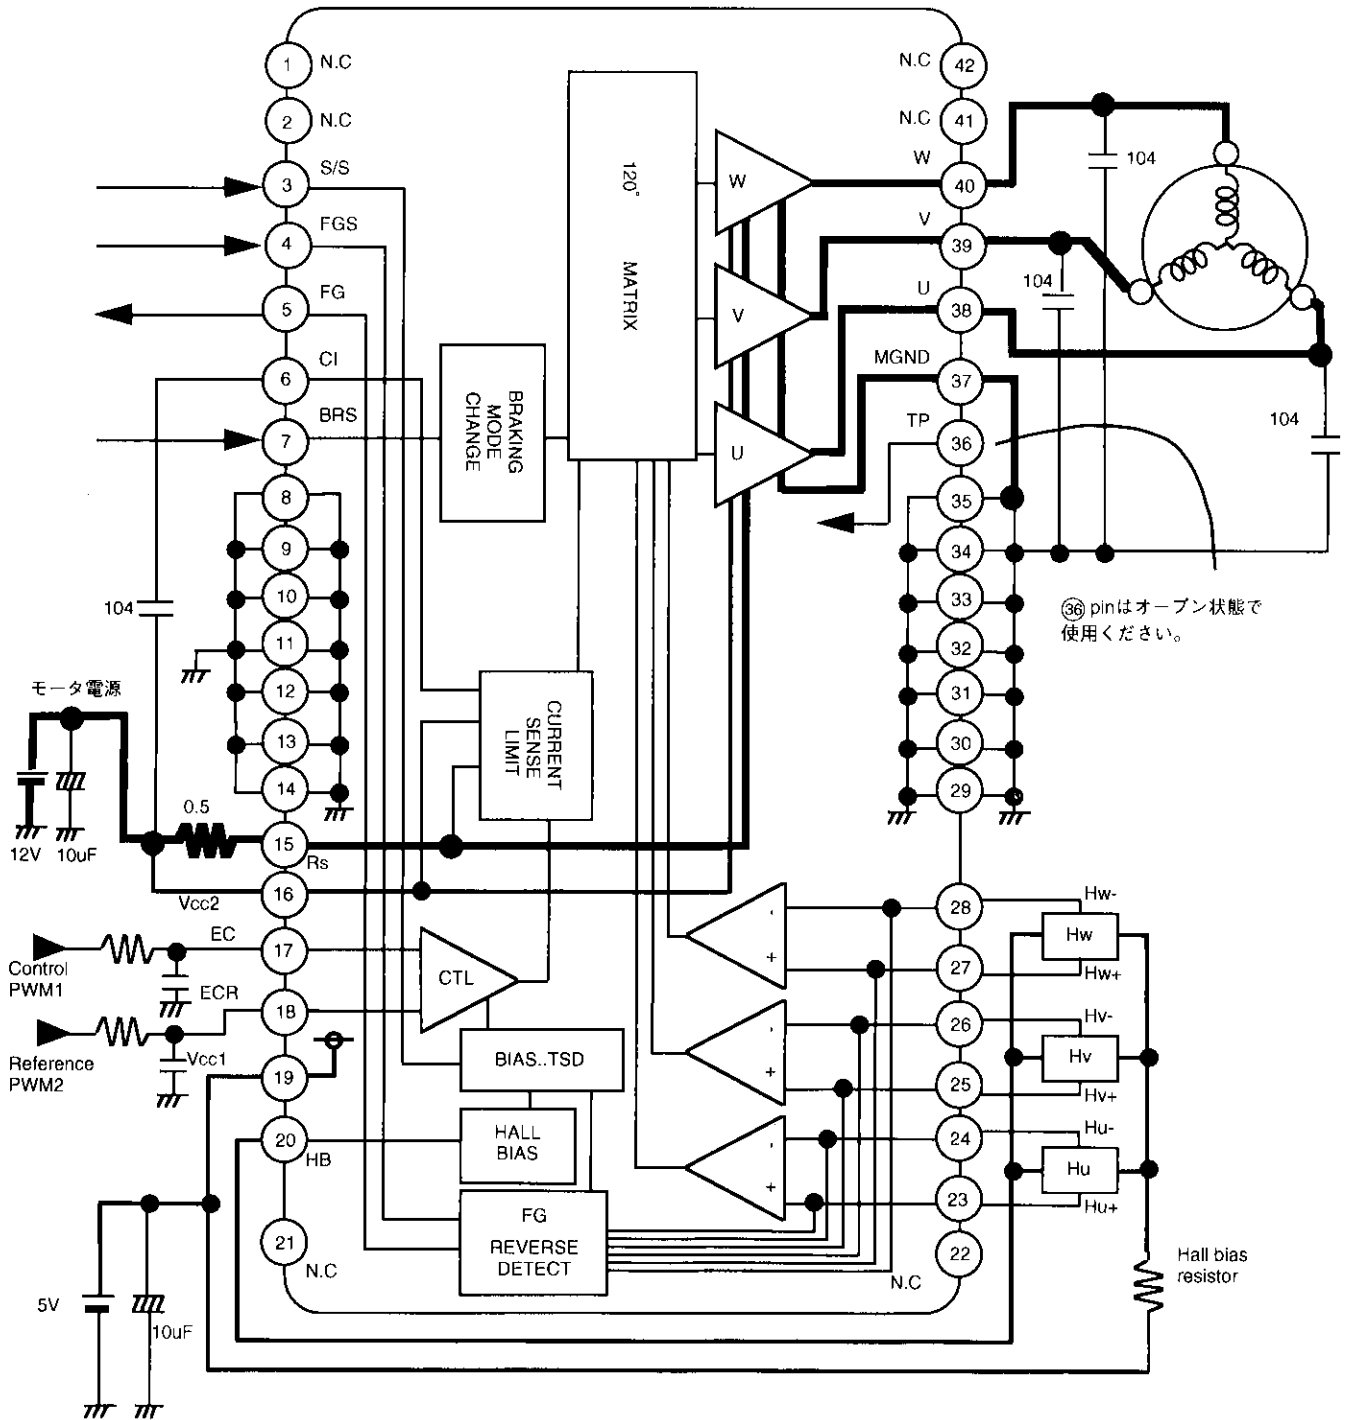 1 N.C
2 N.C
3 S/S
4 FGS
5 FG
6 CI
7 BRS
8
9
10
11
12
13
14
15 Rs
16 Vcc2
17 EC
18 ECR
19 Vcc1
20 HB
21 N.C
N.C 42
N.C 41
W 40
V 39
U 38
MGND 37
TP 36
35
34
33
32
31
30
29
28
27
26
25
24
23
22 N.C
120° MATRIX
W
V
U
BRAKING
MODE
CHANGE
CURRENT
SENSE
LIMIT
CTL
BIAS..TSD
HALL
BIAS
FG
REVERSE
DETECT
-
+
-
+
-
+
104
104
104
104
㊱pinはオープン状態で
使用ください。
モータ電源
12V
10uF
0.5
Control
PWM1
Reference
PWM2
5V
10uF
Hw-
Hw
Hw+
Hv-
Hv
Hv+
Hu-
Hu
Hu+
Hall bias
resistor